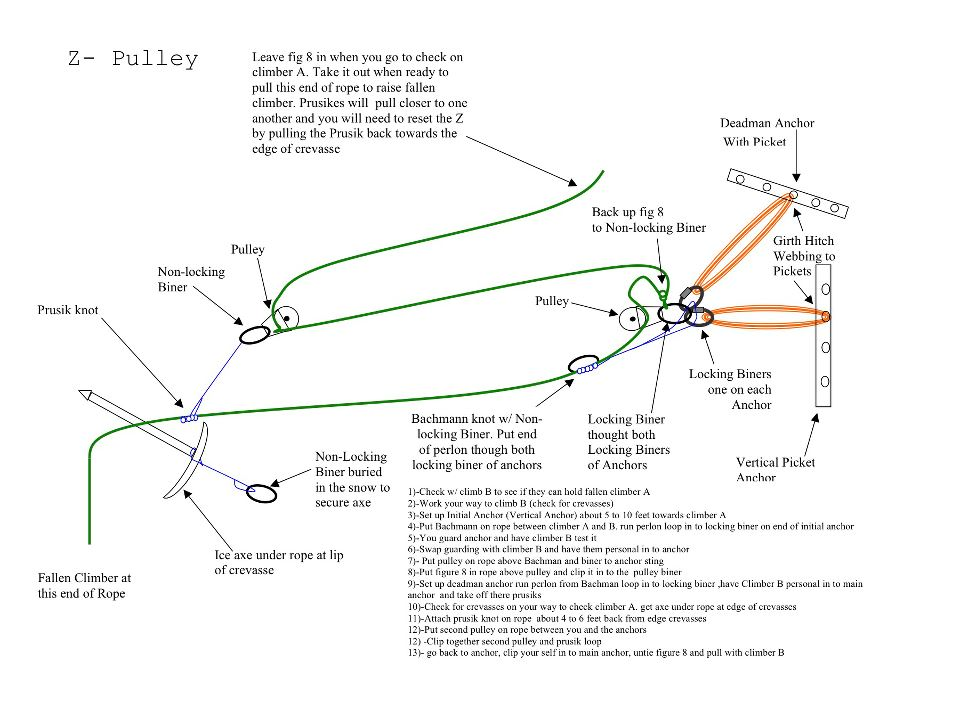 Z- Pulley
Leave fig 8 in when you go to check on
climber A. Take it out when ready to
pull this end of rope to raise fallen
climber. Prusikes will  pull closer to one
another and you will need to reset the Z
by pulling the Prusik back towards the
edge of crevasse
Deadman Anchor
With Picket
Back up fig 8
to Non-locking Biner
Girth Hitch
Webbing to
Pickets
Pulley
Non-locking
Biner
Pulley
Prusik knot
Locking Biners
one on each
Anchor
Bachmann knot w/ Non-
locking Biner. Put end
of perlon though both
locking biner of anchors
Locking Biner
thought both
Locking Biners
of Anchors
Vertical Picket
Anchor
Non-Locking
Biner buried
in the snow to
secure axe
Ice axe under rope at lip
of crevasse
Fallen Climber at
this end of Rope
1)-Check w/ climb B to see if they can hold fallen climber A
2)-Work your way to climb B (check for crevasses)
3)-Set up Initial Anchor (Vertical Anchor) about 5 to 10 feet towards climber A
4)-Put Bachmann on rope between climber A and B. run perlon loop in to locking biner on end of initial anchor
5)-You guard anchor and have climber B test it
6)-Swap guarding with climber B and have them personal in to anchor
7)- Put pulley on rope above Bachman and biner to anchor sting
8)-Put figure 8 in rope above pulley and clip it in to the  pulley biner
9)-Set up deadman anchor run perlon from Bachman loop in to locking biner ,have Climber B personal in to main
anchor  and take off there prusiks
10)-Check for crevasses on your way to check climber A. get axe under rope at edge of crevasses
11)-Attach prusik knot on rope  about 4 to 6 feet back from edge crevasses
12)-Put second pulley on rope between you and the anchors
12) -Clip together second pulley and prusik loop
13)- go back to anchor, clip your self in to main anchor, untie figure 8 and pull with climber B